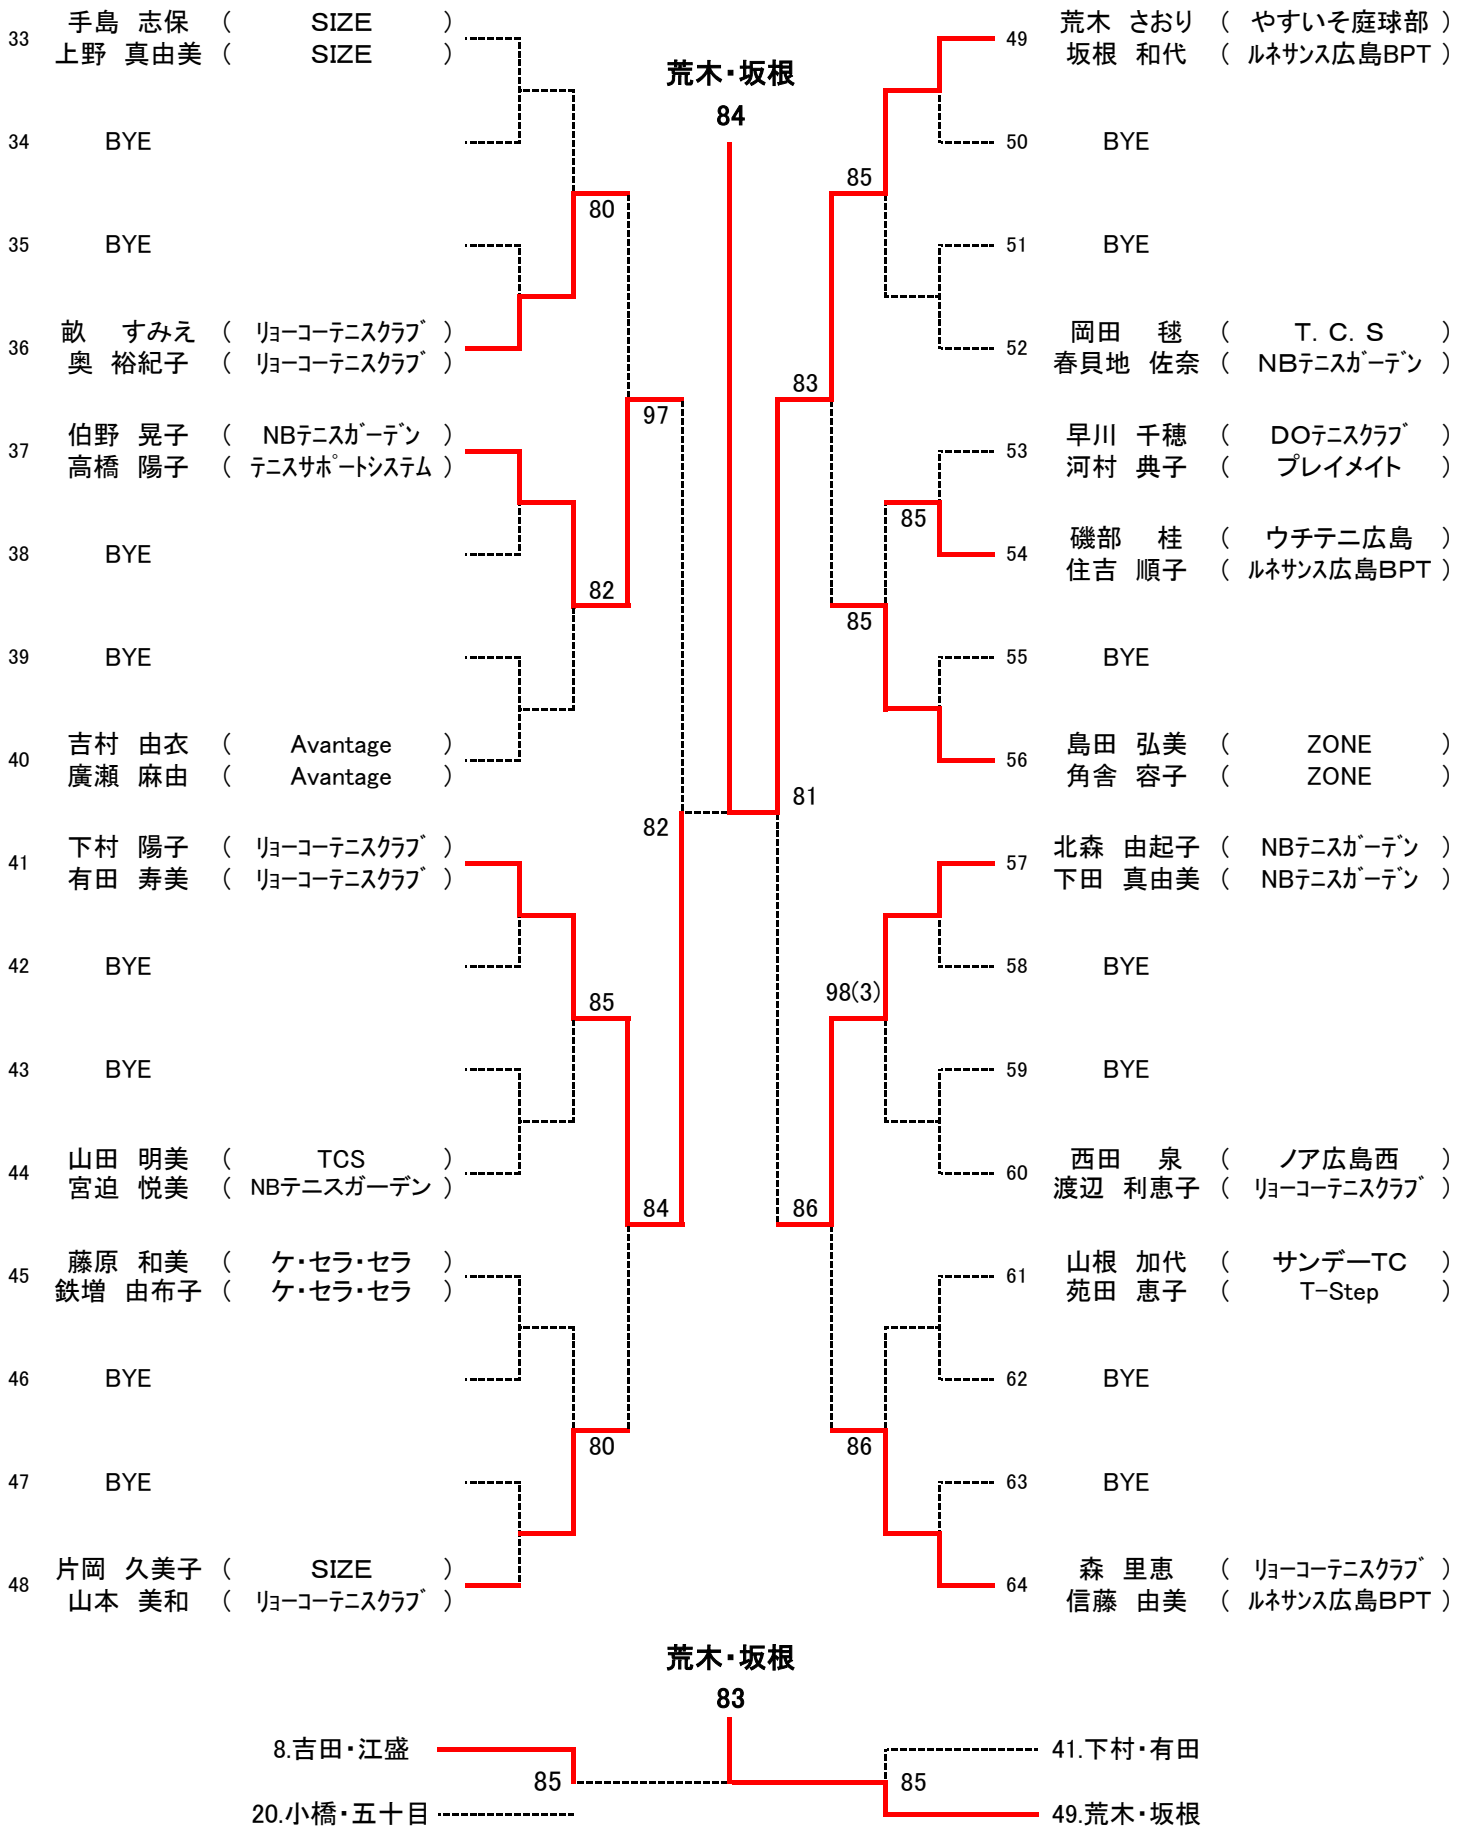 荒木・坂根
84
33 手島 志保 ( SIZE )
上野 真由美 ( SIZE )
34 BYE
35 BYE
36 畝 すみえ ( ﾘｮｰｺｰﾃﾆｽｸﾗﾌﾞ )
奥 裕紀子 ( ﾘｮｰｺｰﾃﾆｽｸﾗﾌﾞ )
37 伯野 晃子 ( NBﾃﾆｽｶﾞｰﾃﾞﾝ )
高橋 陽子 ( ﾃﾆｽｻﾎﾟｰﾄｼｽﾃﾑ )
38 BYE
39 BYE
40 吉村 由衣 ( Avantage )
廣瀬 麻由 ( Avantage )
41 下村 陽子 ( ﾘｮｰｺｰﾃﾆｽｸﾗﾌﾞ )
有田 寿美 ( ﾘｮｰｺｰﾃﾆｽｸﾗﾌﾞ )
42 BYE
43 BYE
44 山田 明美 ( TCS )
宮迫 悦美 ( NBテニスガーデン )
45 藤原 和美 ( ケ・セラ・セラ )
鉄増 由布子 ( ケ・セラ・セラ )
46 BYE
47 BYE
48 片岡 久美子 ( SIZE )
山本 美和 ( ﾘｮｰｺｰﾃﾆｽｸﾗﾌﾞ )
80
97
82
82
85
84
80
49 荒木 さおり ( やすいそ庭球部 )
坂根 和代 ( ﾙﾈｻﾝｽ広島BPT )
50 BYE
51 BYE
52 岡田 毬 ( T. C. S )
春貝地 佐奈 ( NBﾃﾆｽｶﾞｰﾃﾞﾝ )
53 早川 千穂 ( DOﾃﾆｽｸﾗﾌﾞ )
河村 典子 ( プレイメイト )
54 磯部 桂 ( ウチテニ広島 )
住吉 順子 ( ﾙﾈｻﾝｽ広島BPT )
55 BYE
56 島田 弘美 ( ZONE )
角舎 容子 ( ZONE )
57 北森 由起子 ( NBﾃﾆｽｶﾞｰﾃﾞﾝ )
下田 真由美 ( NBﾃﾆｽｶﾞｰﾃﾞﾝ )
58 BYE
59 BYE
60 西田 泉 ( ノア広島西 )
渡辺 利恵子 ( ﾘｮｰｺｰﾃﾆｽｸﾗﾌﾞ )
61 山根 加代 ( サンデーTC )
苑田 恵子 ( T-Step )
62 BYE
63 BYE
64 森 里恵 ( ﾘｮｰｺｰﾃﾆｽｸﾗﾌﾞ )
信藤 由美 ( ﾙﾈｻﾝｽ広島BPT )
85
83
85
85
81
98(3)
86
86
荒木・坂根
83
8.吉田・江盛
85
20.小橋・五十目
41.下村・有田
85
49.荒木・坂根